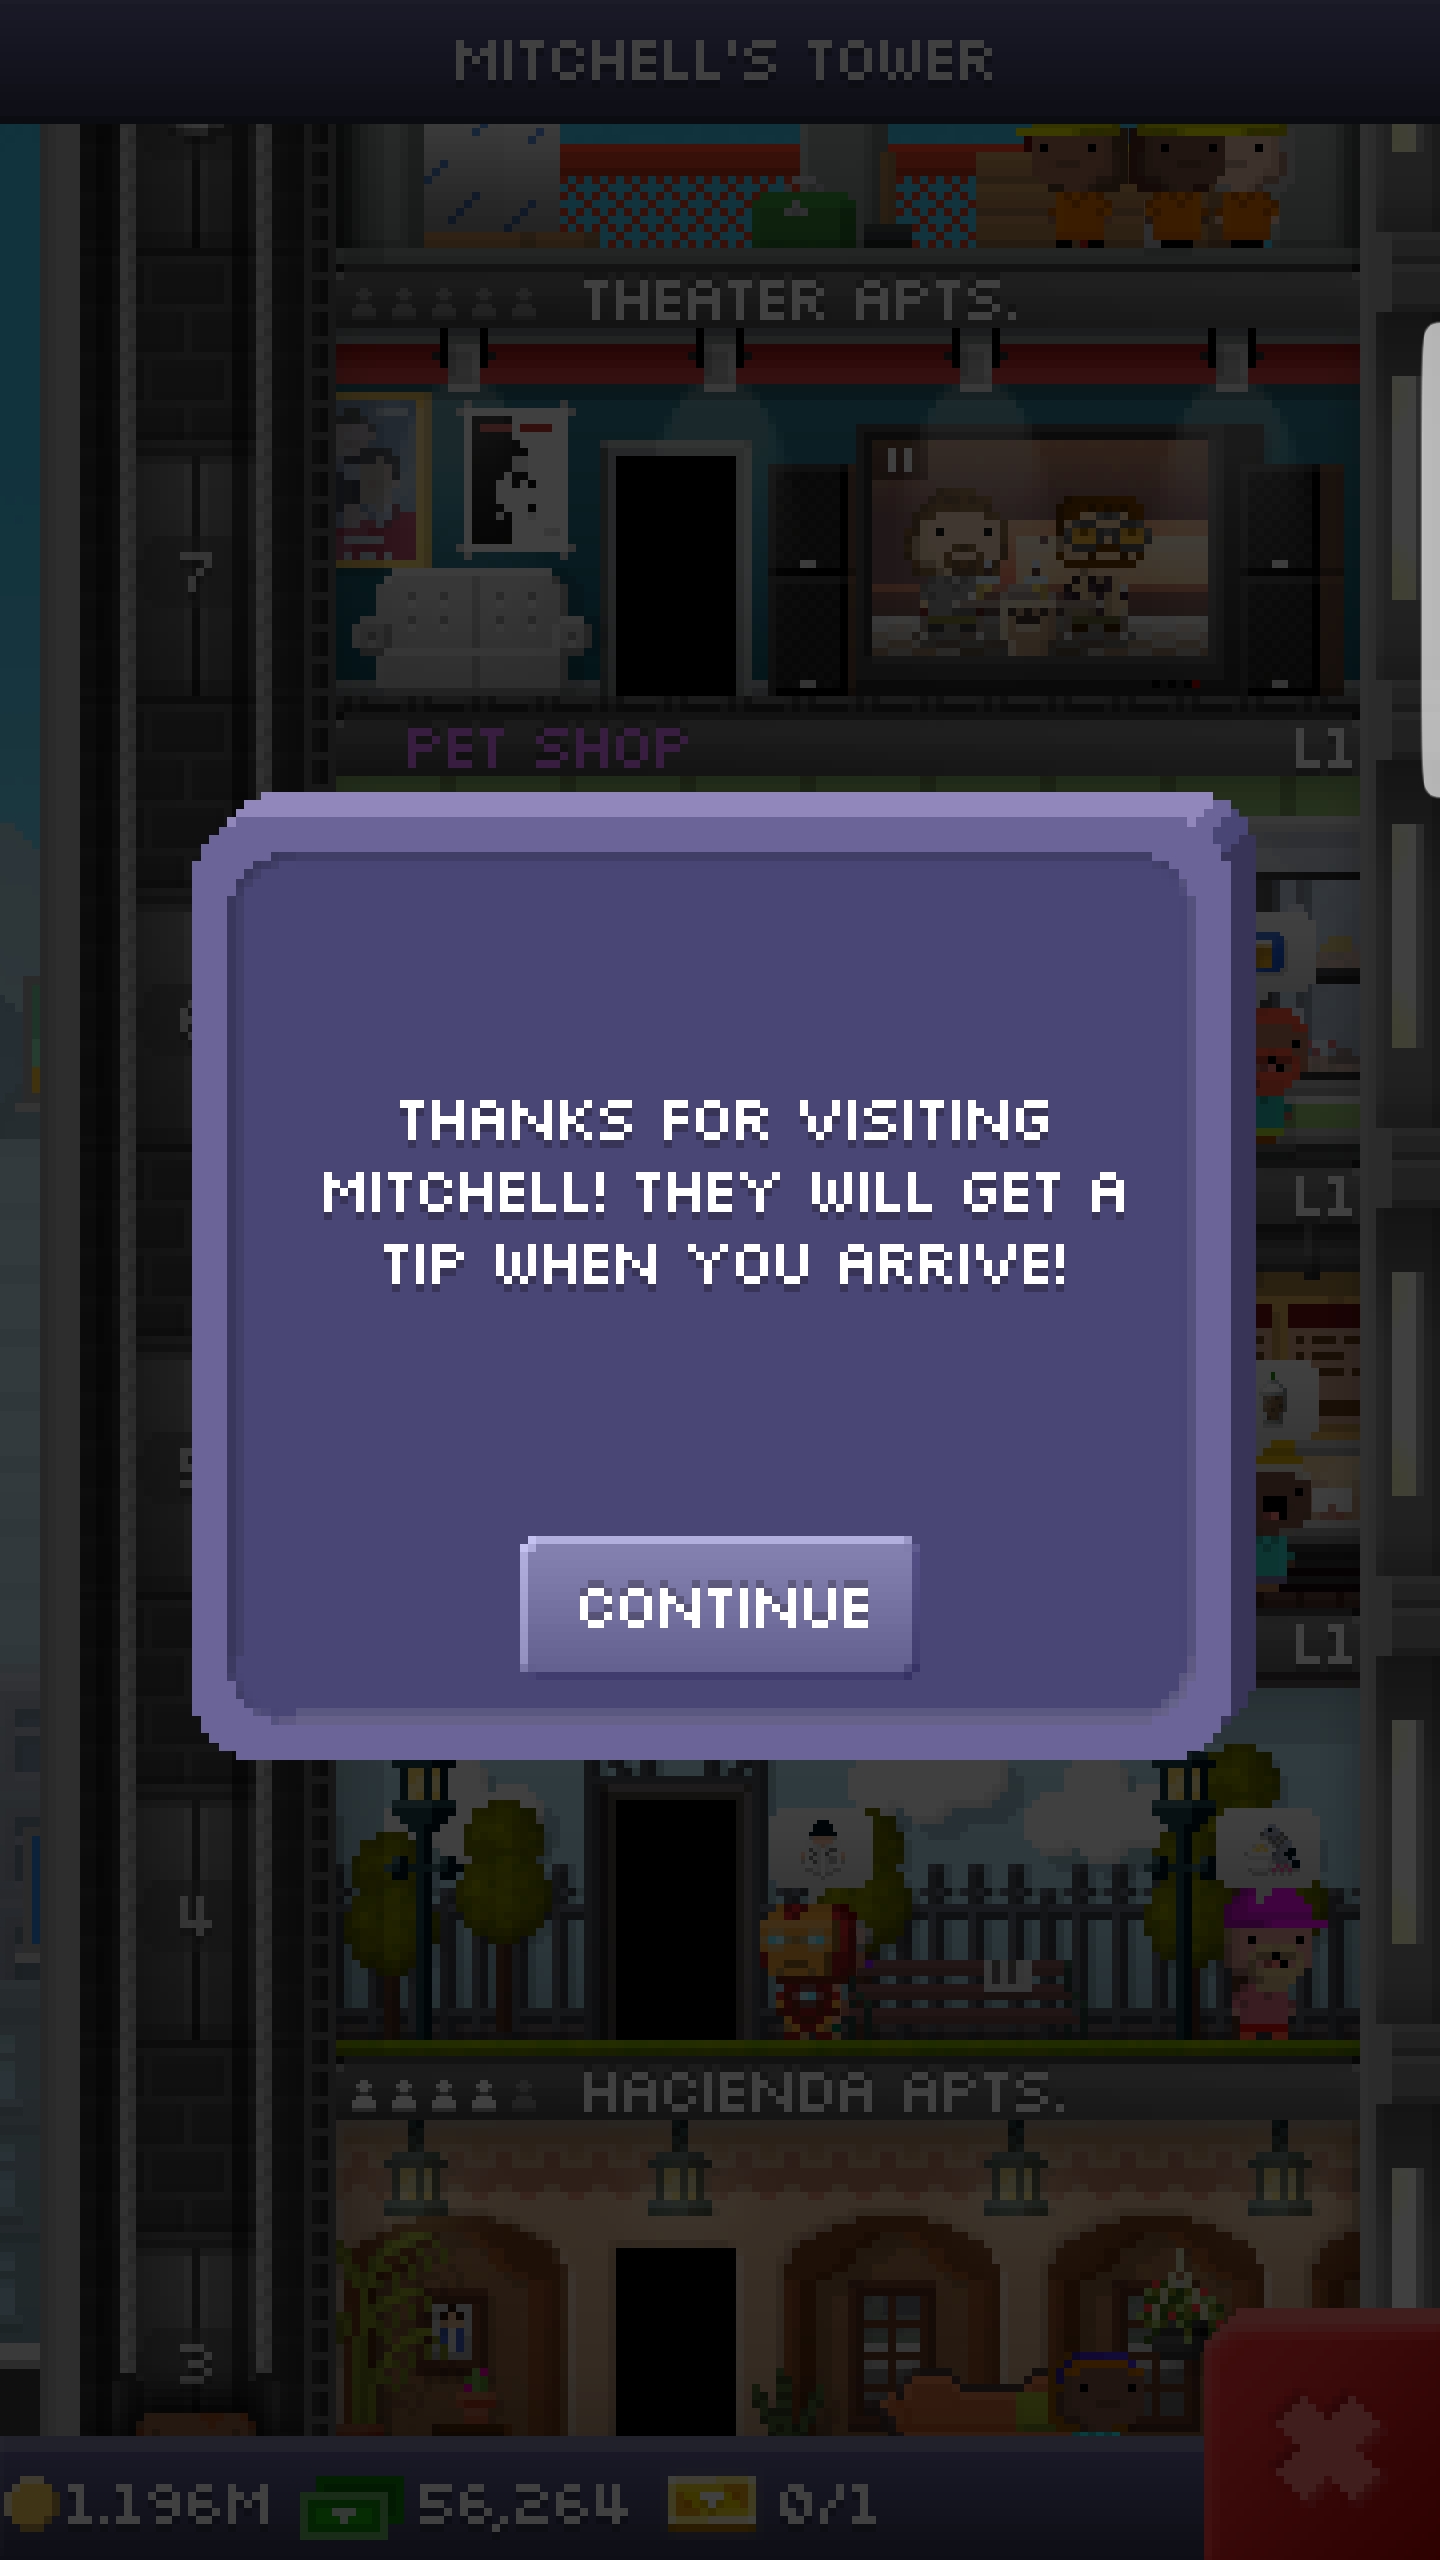 MITCHELL'S TOWER
THEATER APTS.
7
PET SHOP
L1
THANKS FOR VISITING
MITCHELL! THEY WILL GET A
TIP WHEN YOU ARRIVE!
L1
CONTINUE
L1
4
HACIENDA APTS.
3
1.196M 56,264 0/1